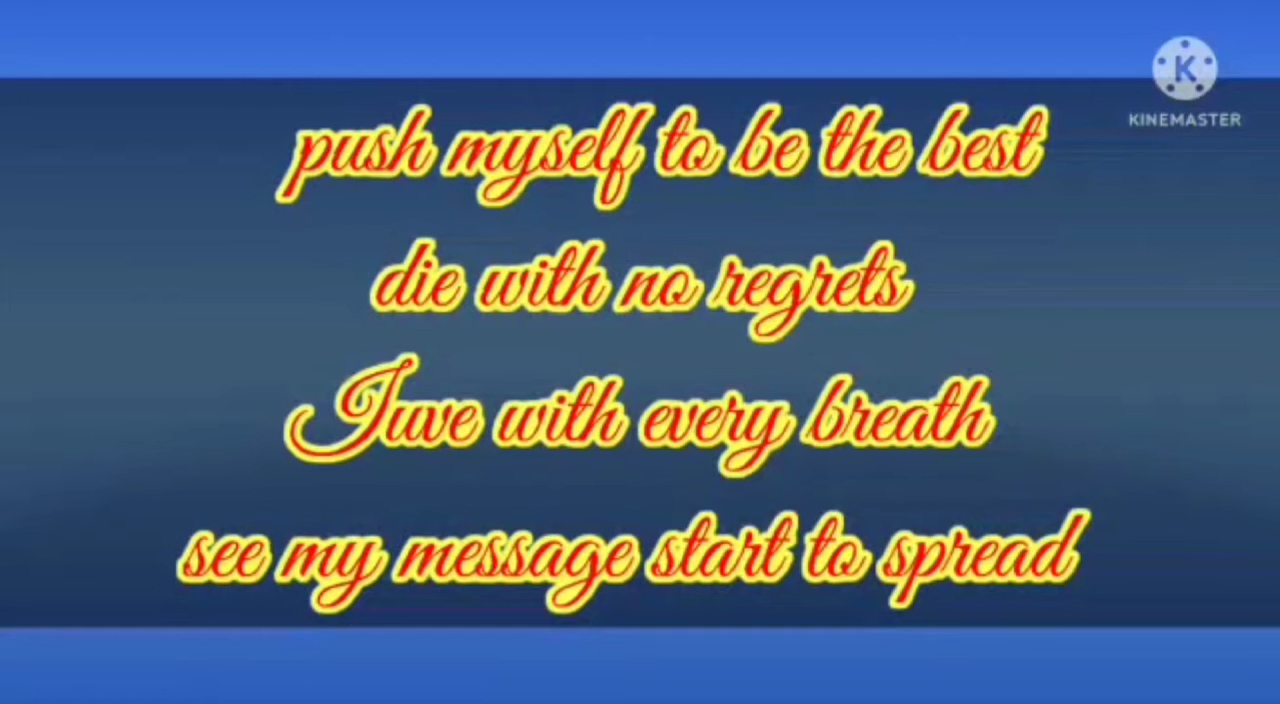 KINEMASTER
push myself to be the best
die with no regrets
Iuve with every breath
see my message start to spread